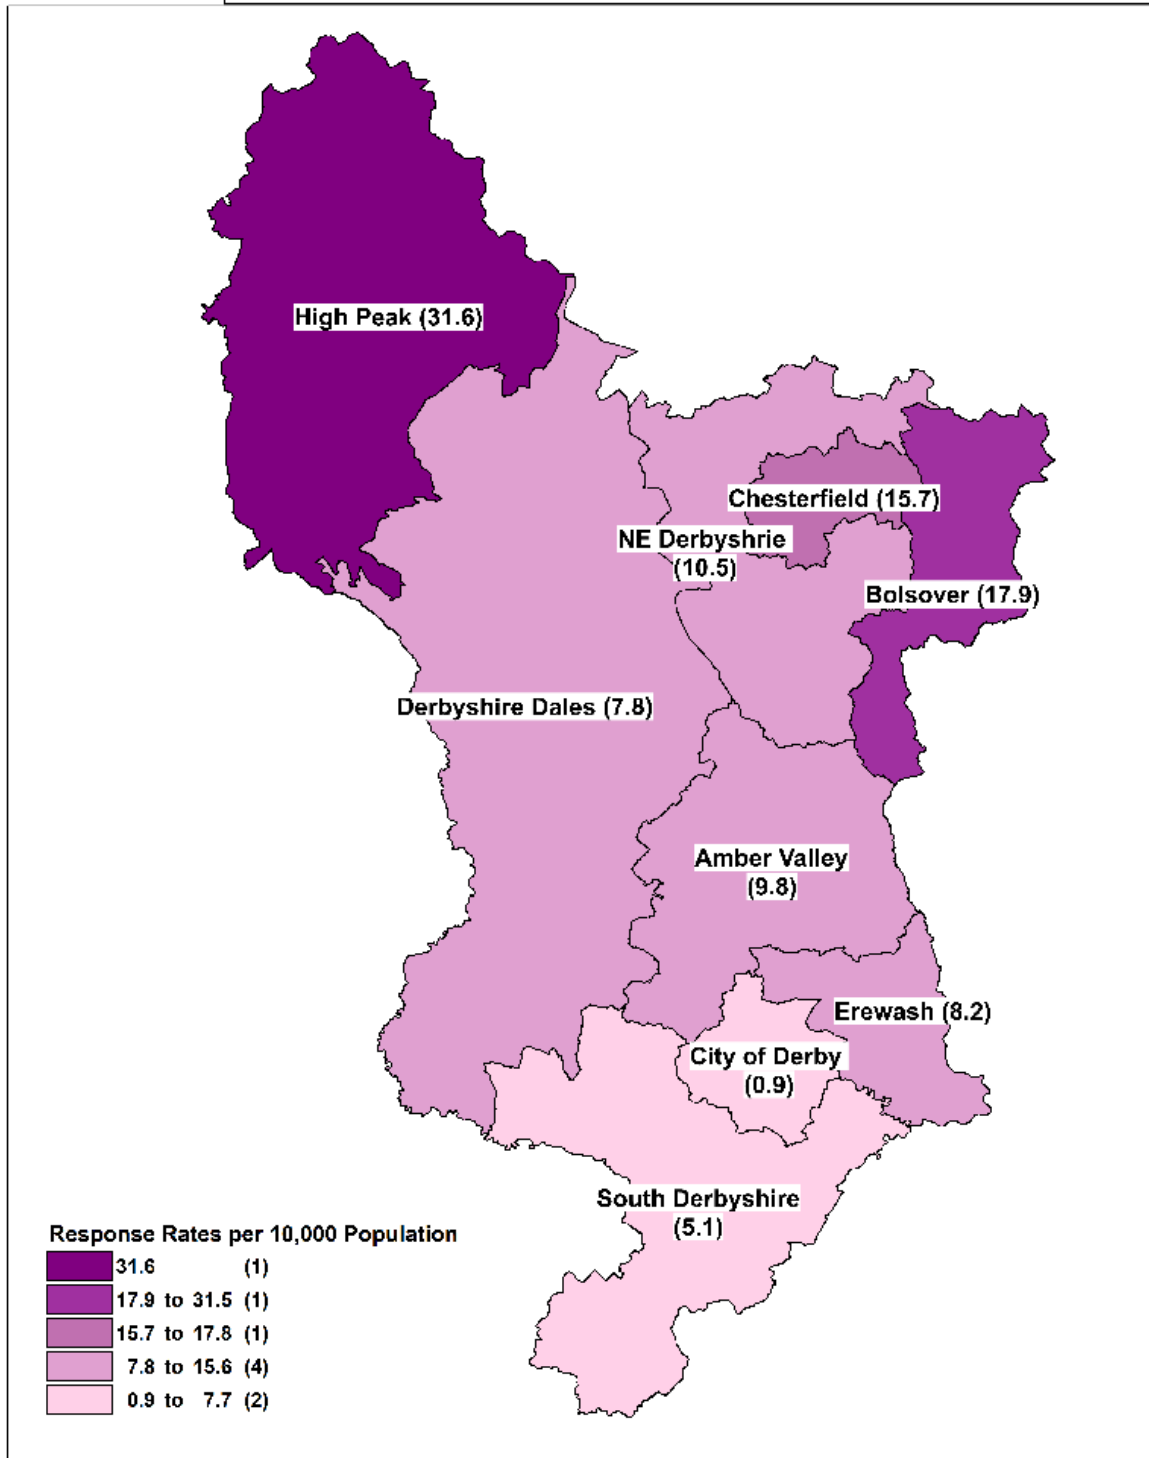 High Peak (31.6)
Chesterfield (15.7)
NE Derbyshrie
(10.5)
Bolsover (17.9)
Derbyshire Dales (7.8)
Amber Valley
(9.8)
Erewash (8.2)
City of Derby
(0.9)
South Derbyshire
(5.1)
Response Rates per 10,000 Population
31.6 (1)
17.9 to 31.5 (1)
15.7 to 17.8 (1)
7.8 to 15.6 (4)
0.9 to 7.7 (2)